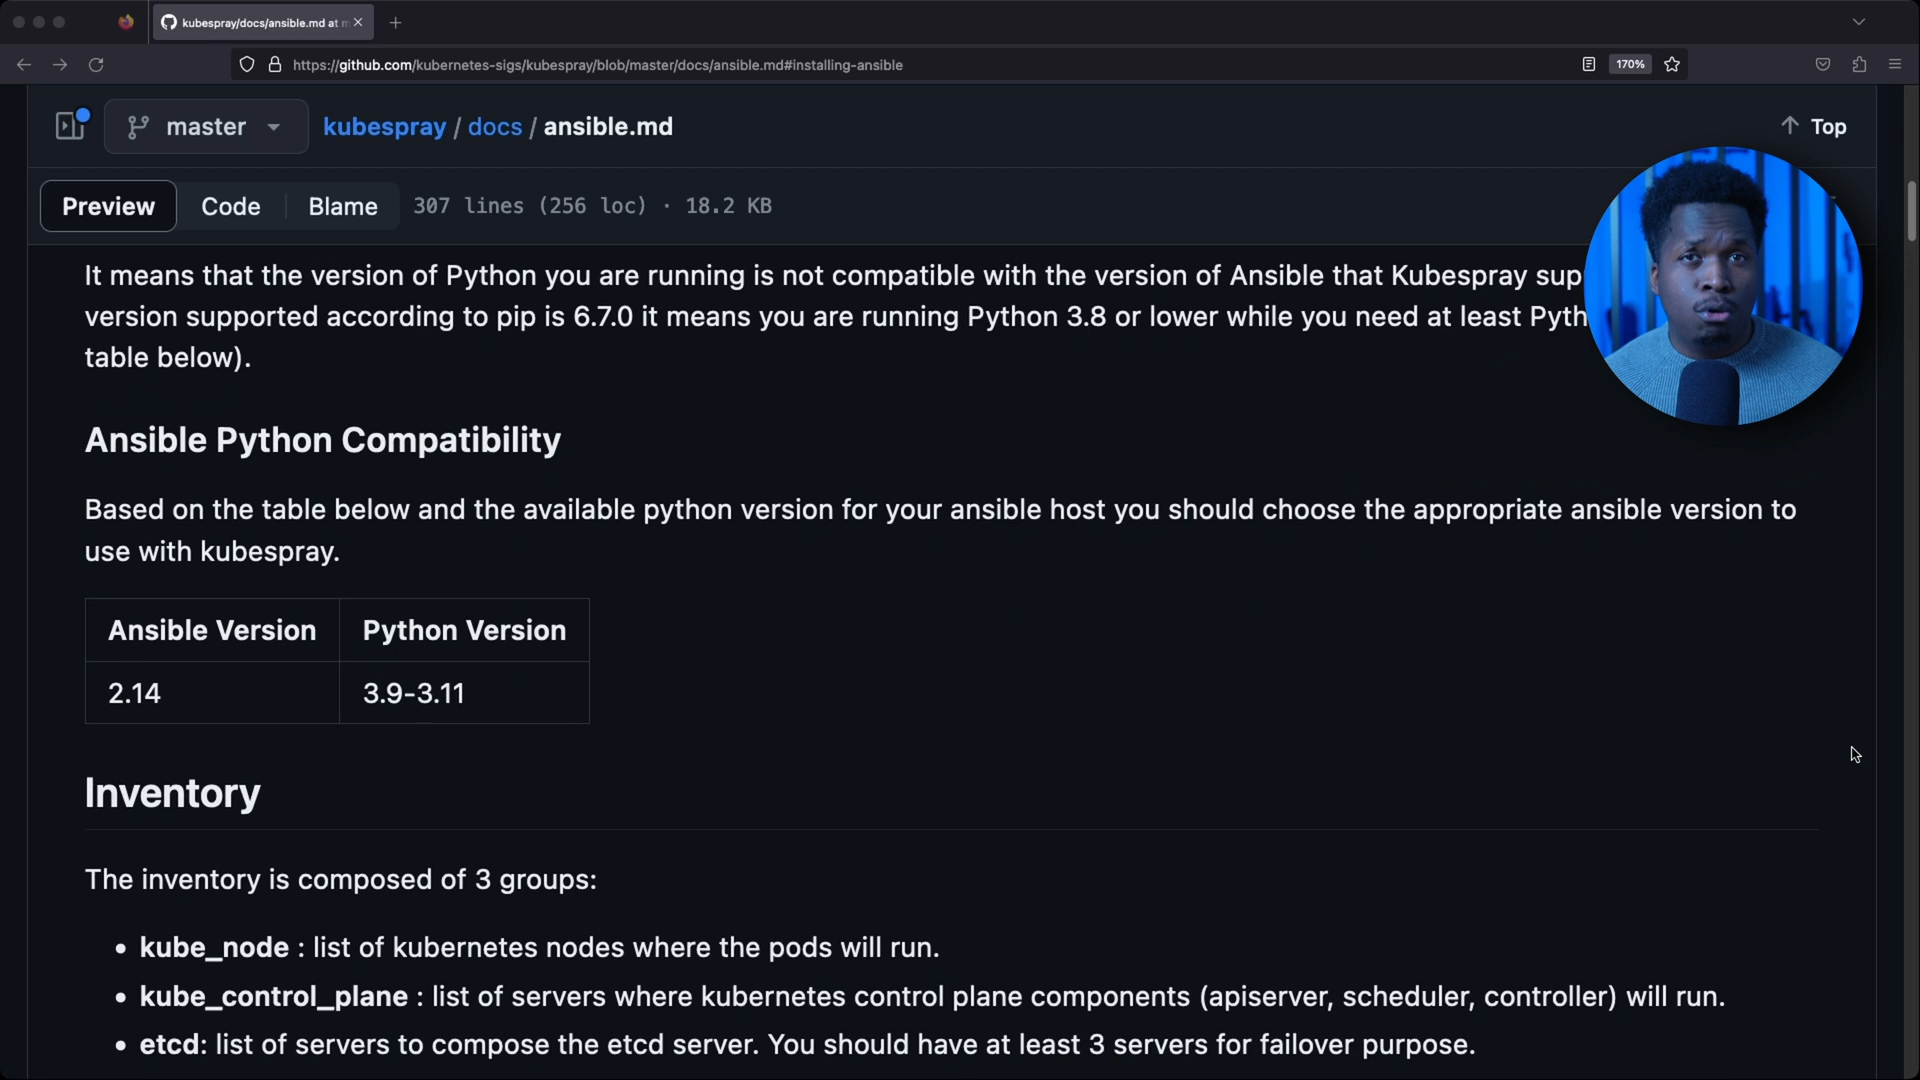 kubespray/docs/ansible.md at m
https://github.com/kubernetes-sigs/kubespray/blob/master/docs/ansible.md#installing-ansible
170%
master
kubespray / docs / ansible.md
Top
Preview
Code
Blame
307 lines (256 loc) · 18.2 KB
It means that the version of Python you are running is not compatible with the version of Ansible that Kubespray sup
version supported according to pip is 6.7.0 it means you are running Python 3.8 or lower while you need at least Pyth
table below).
Ansible Python Compatibility
Based on the table below and the available python version for your ansible host you should choose the appropriate ansible version to
use with kubespray.
Ansible Version Python Version
2.14 3.9-3.11
Inventory
The inventory is composed of 3 groups:
• kube_node : list of kubernetes nodes where the pods will run.
• kube_control_plane : list of servers where kubernetes control plane components (apiserver, scheduler, controller) will run.
• etcd: list of servers to compose the etcd server. You should have at least 3 servers for failover purpose.